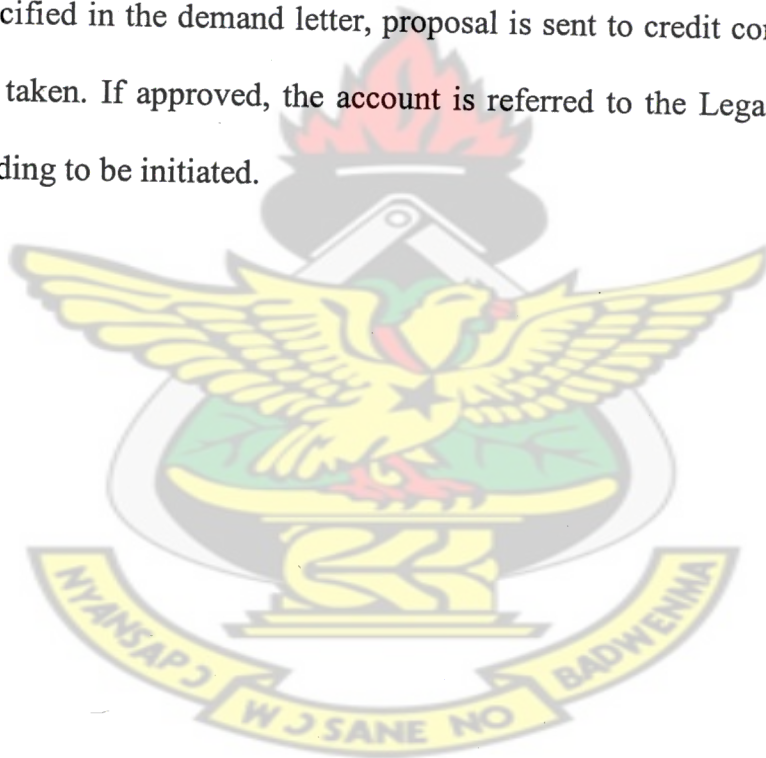 cified in the demand letter, proposal is sent to credit co
taken. If approved, the account is referred to the Lega
ding to be initiated.
NYANSAPƆ
WƆSANE NO
BADWENMA